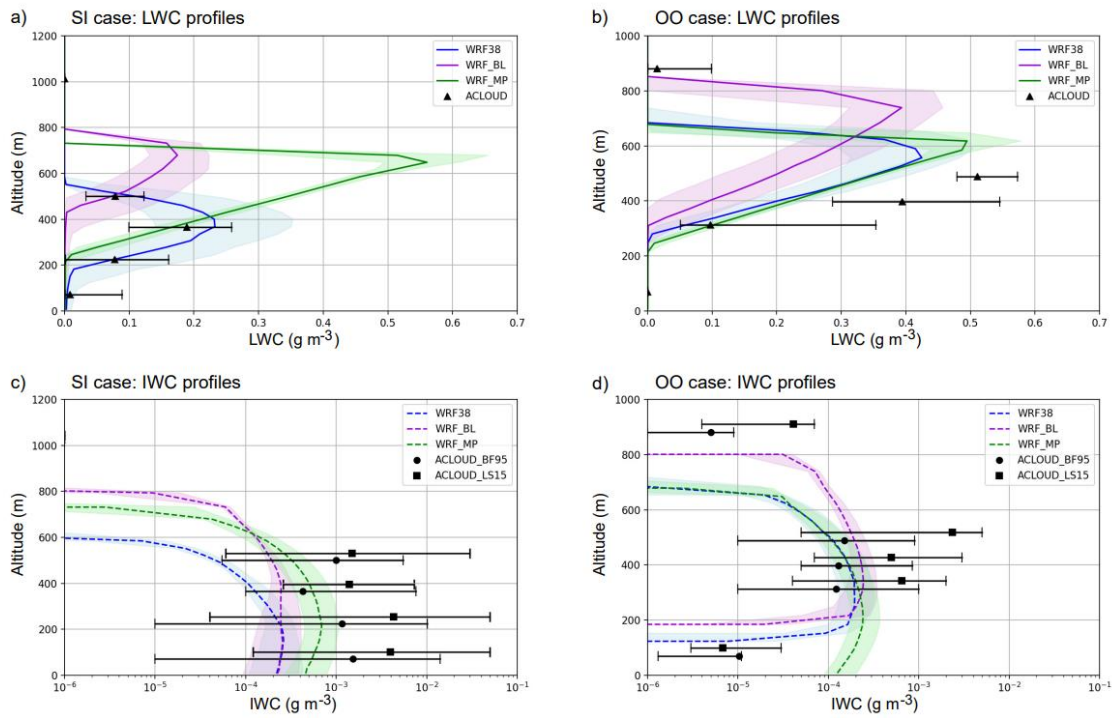 a) SI case: LWC profiles
1200
1000
800
600
400
200
0
Altitude (m)
0.0 0.1 0.2 0.3 0.4 0.5 0.6 0.7
LWC (g m⁻³)
WRF38
WRF_BL
WRF_MP
ACLOUD
b) OO case: LWC profiles
1000
800
600
400
200
0
Altitude (m)
0.0 0.1 0.2 0.3 0.4 0.5 0.6 0.7
LWC (g m⁻³)
WRF38
WRF_BL
WRF_MP
ACLOUD
c) SI case: IWC profiles
1200
1000
800
600
400
200
0
Altitude (m)
10⁻⁶ 10⁻⁵ 10⁻⁴ 10⁻³ 10⁻² 10⁻¹
IWC (g m⁻³)
WRF38
WRF_BL
WRF_MP
ACLOUD_BF95
ACLOUD_LS15
d) OO case: IWC profiles
1000
800
600
400
200
0
Altitude (m)
10⁻⁶ 10⁻⁵ 10⁻⁴ 10⁻³ 10⁻² 10⁻¹
IWC (g m⁻³)
WRF38
WRF_BL
WRF_MP
ACLOUD_BF95
ACLOUD_LS15